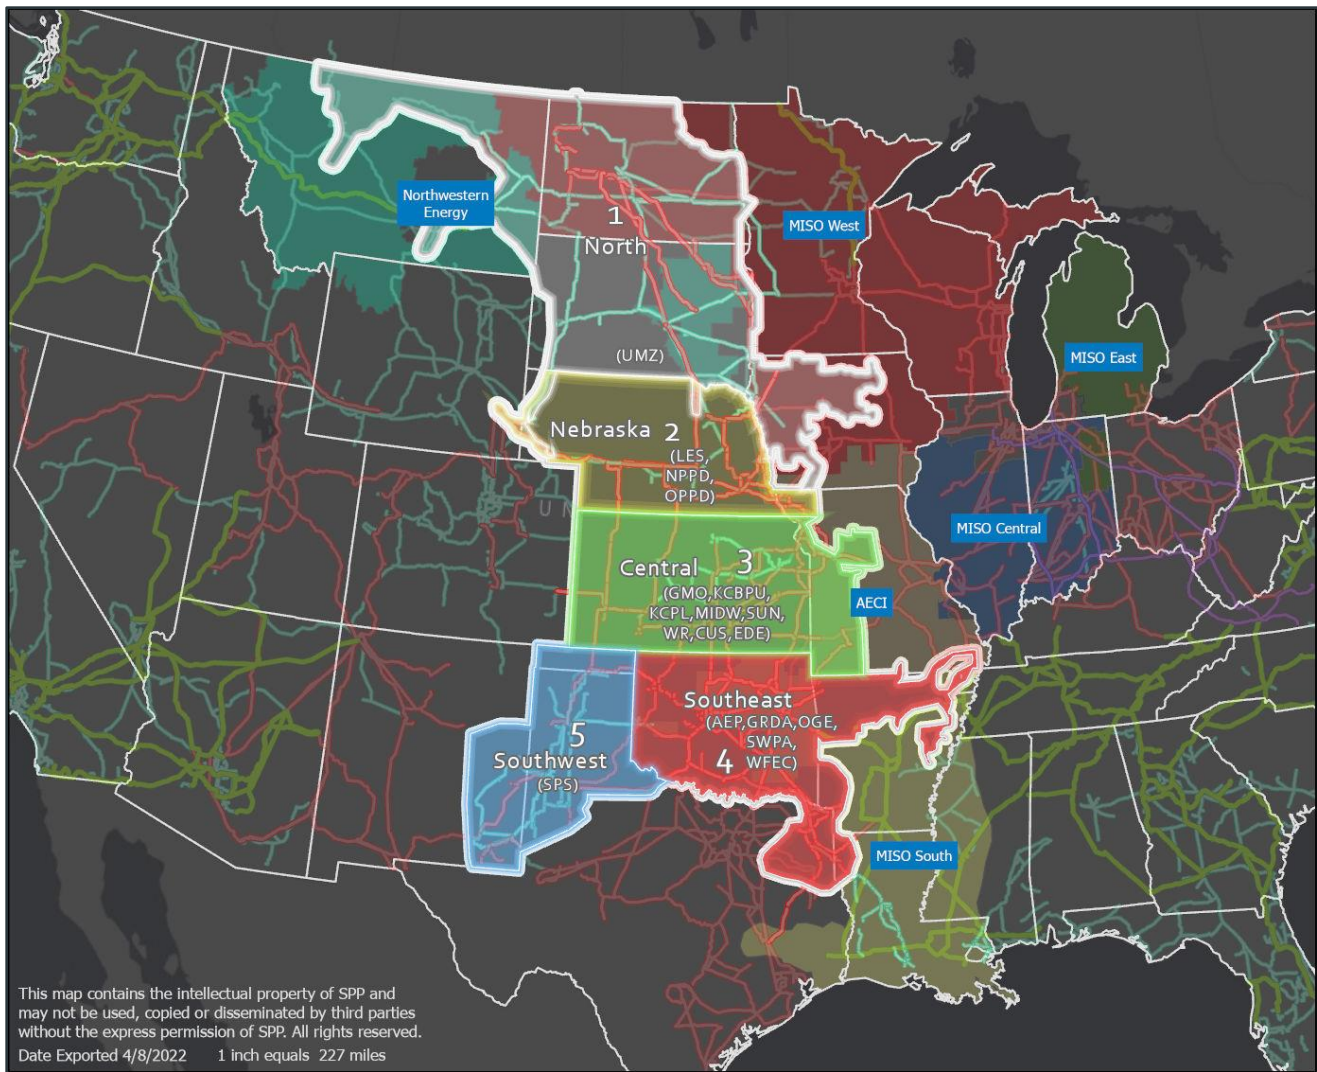 Northwestern
Energy
1
North
(UMZ)
MISO West
MISO East
Nebraska 2
(LES,
NPPD,
OPPD)
MISO Central
Central 3
(GMO,KCBPU,
KCPL,MIDW,SUN,
WR,CUS,EDE)
AECI
Southeast
(AEP,GRDA,OGE,
SWPA,
4 WFEC)
5
Southwest
(SPS)
MISO South
This map contains the intellectual property of SPP and
may not be used, copied or disseminated by third parties
without the express permission of SPP. All rights reserved.
Date Exported 4/8/2022 1 inch equals 227 miles